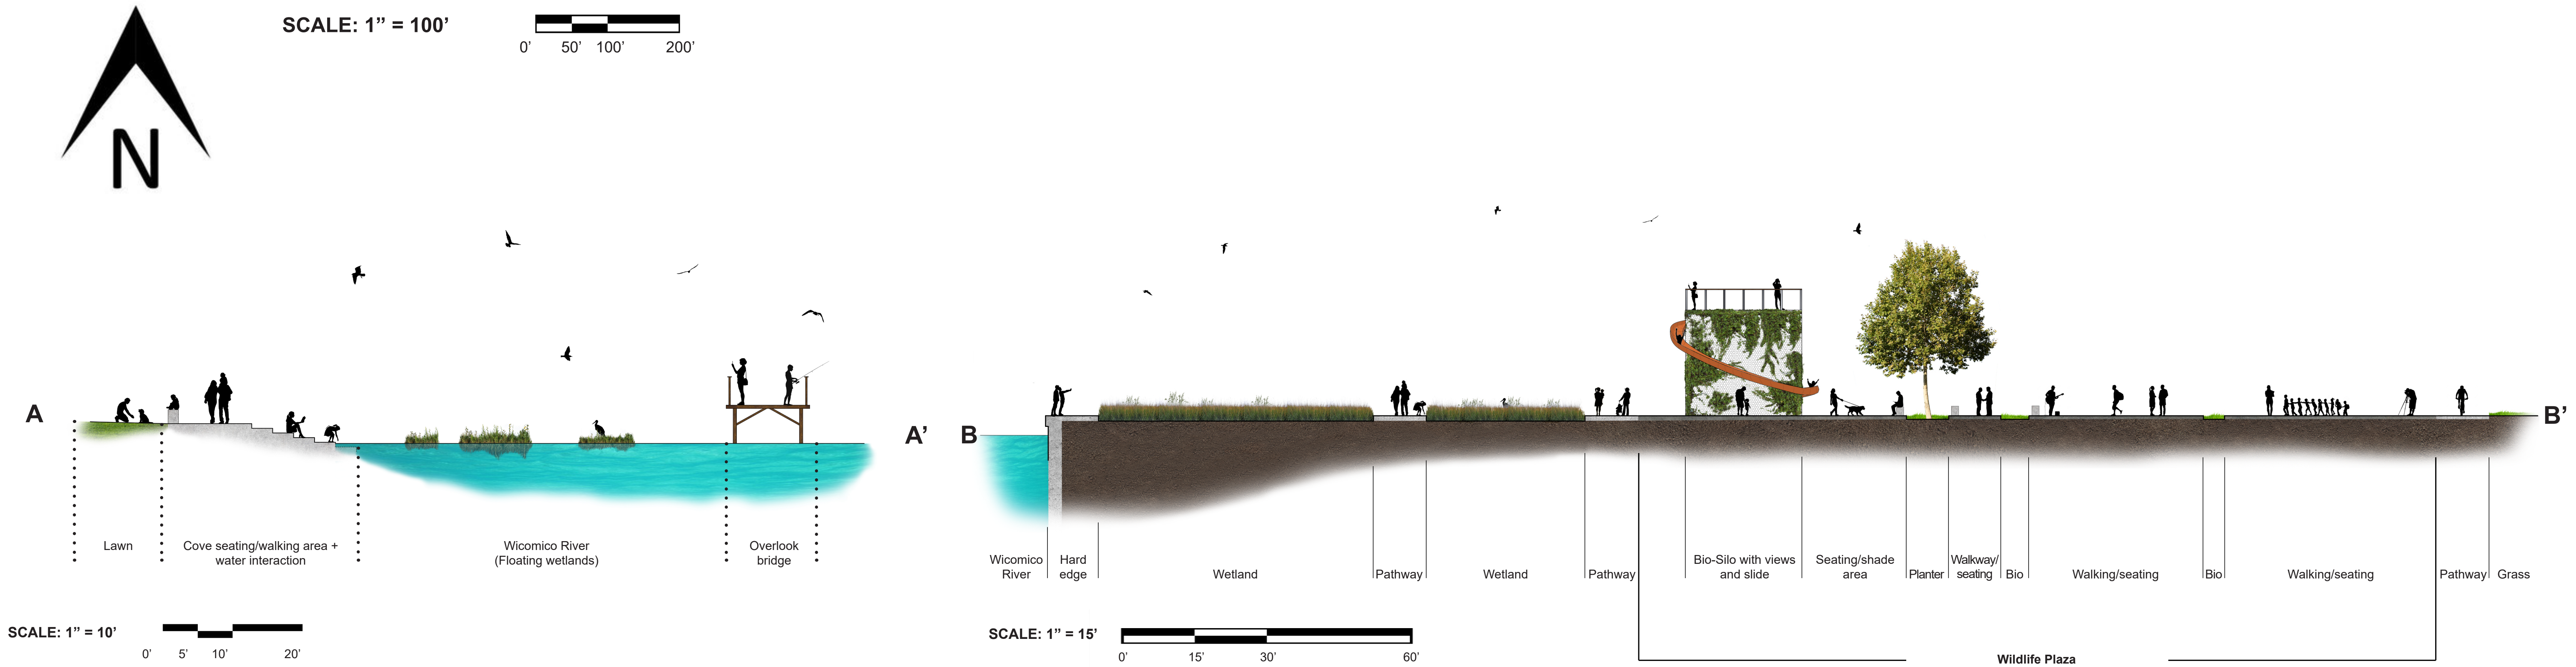 SCALE: 1” = 100’
0’ 50’ 100’ 200’
N
A
A’
Lawn
Cove seating/walking area +
water interaction
Wicomico River
(Floating wetlands)
Overlook
bridge
SCALE: 1” = 10’
0’ 5’ 10’ 20’
B
B’
Wicomico
River
Hard
edge
Wetland
Pathway
Wetland
Pathway
Bio-Silo with views
and slide
Seating/shade
area
Planter
Walkway/
seating
Bio
Walking/seating
Bio
Walking/seating
Pathway
Grass
SCALE: 1” = 15’
0’ 15’ 30’ 60’
Wildlife Plaza